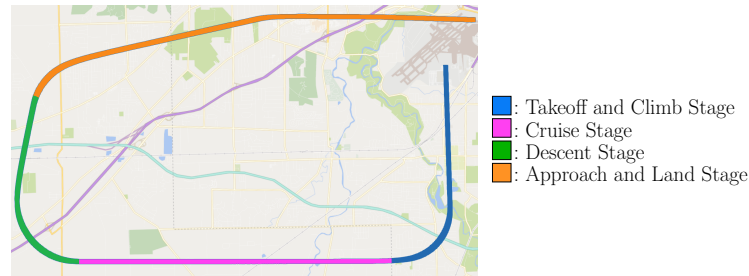 : Takeoff and Climb Stage
: Cruise Stage
: Descent Stage
: Approach and Land Stage